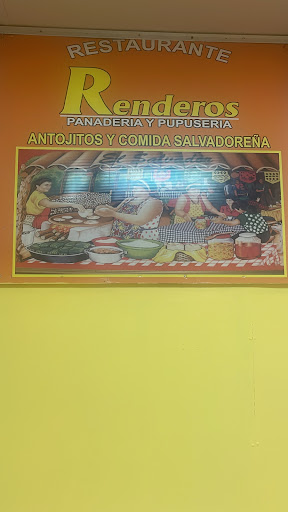 RESTAURANTE
Renderos
PANADERIA Y PUPUSERIA
ANTOJITOS Y COMIDA SALVADOREÑA